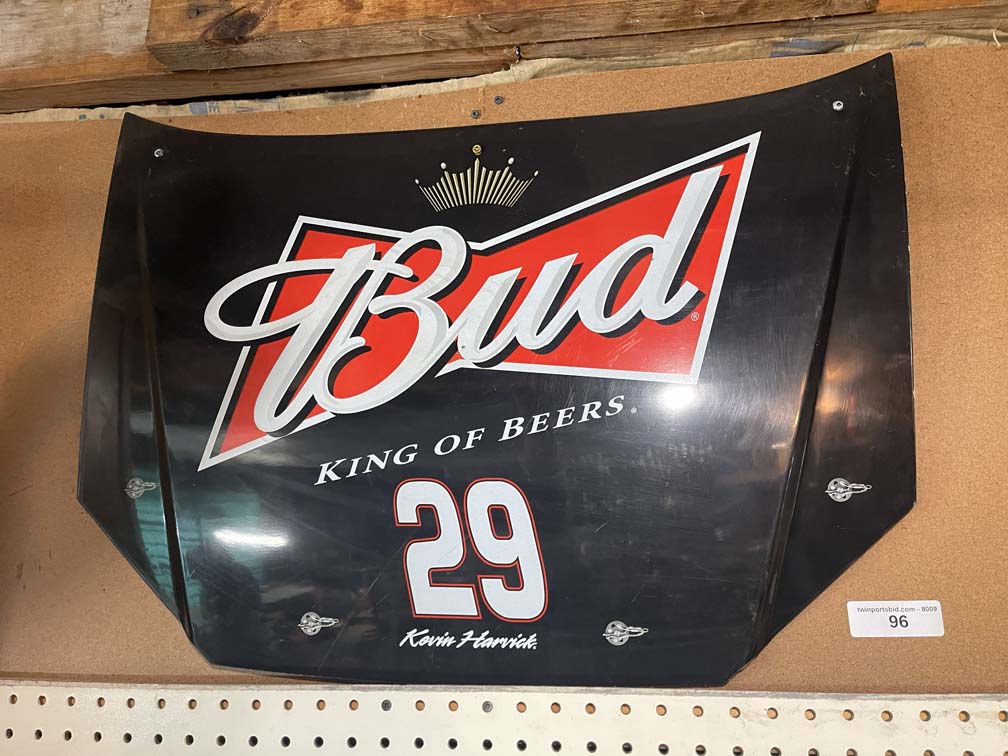 Bud®
KING OF BEERS®
29
Kevin Harvick.
twinportsbid.com - 8009
96